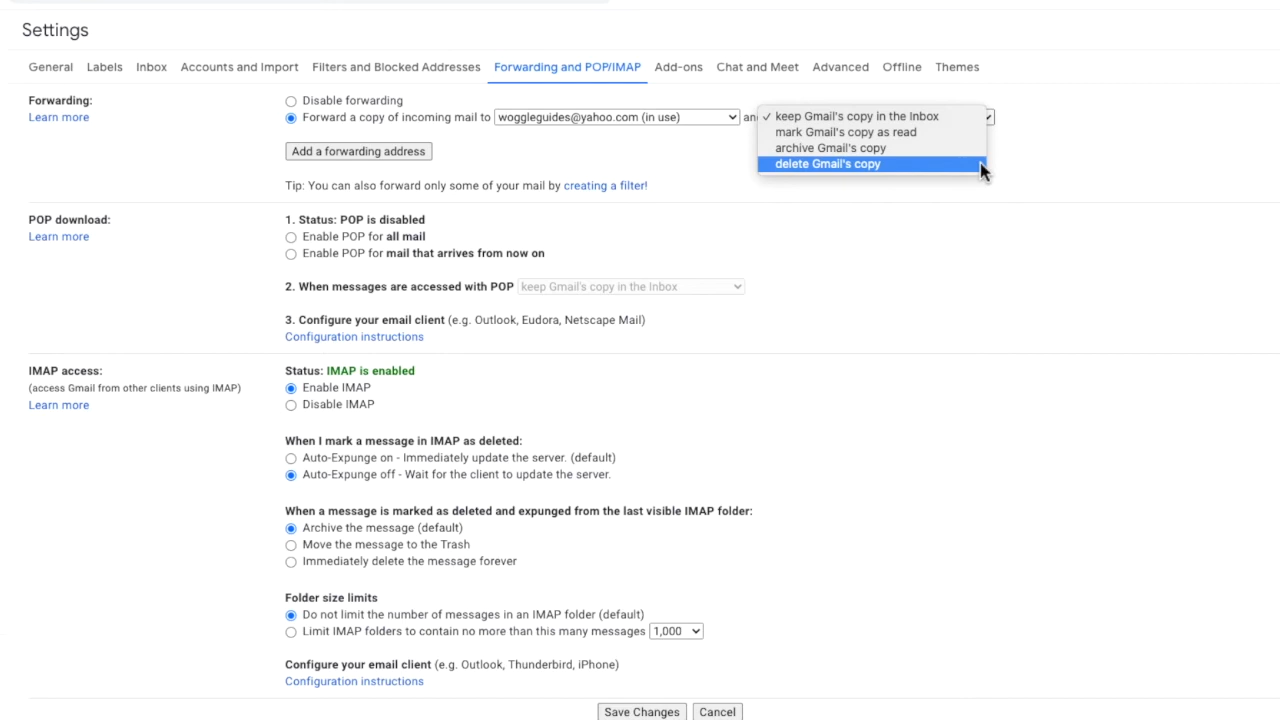 Settings
General Labels Inbox Accounts and Import Filters and Blocked Addresses Forwarding and POP/IMAP Add-ons Chat and Meet Advanced Offline Themes
Forwarding:
Learn more
Disable forwarding
Forward a copy of incoming mail to woggleguides@yahoo.com (in use)
✓ keep Gmail's copy in the Inbox
mark Gmail's copy as read
archive Gmail's copy
delete Gmail's copy
Add a forwarding address
Tip: You can also forward only some of your mail by creating a filter!
POP download:
Learn more
1. Status: POP is disabled
Enable POP for all mail
Enable POP for mail that arrives from now on
2. When messages are accessed with POP keep Gmail's copy in the Inbox
3. Configure your email client (e.g. Outlook, Eudora, Netscape Mail)
Configuration instructions
IMAP access:
(access Gmail from other clients using IMAP)
Learn more
Status: IMAP is enabled
Enable IMAP
Disable IMAP
When I mark a message in IMAP as deleted:
Auto-Expunge on - Immediately update the server. (default)
Auto-Expunge off - Wait for the client to update the server.
When a message is marked as deleted and expunged from the last visible IMAP folder:
Archive the message (default)
Move the message to the Trash
Immediately delete the message forever
Folder size limits
Do not limit the number of messages in an IMAP folder (default)
Limit IMAP folders to contain no more than this many messages 1,000
Configure your email client (e.g. Outlook, Thunderbird, iPhone)
Configuration instructions
Save Changes Cancel